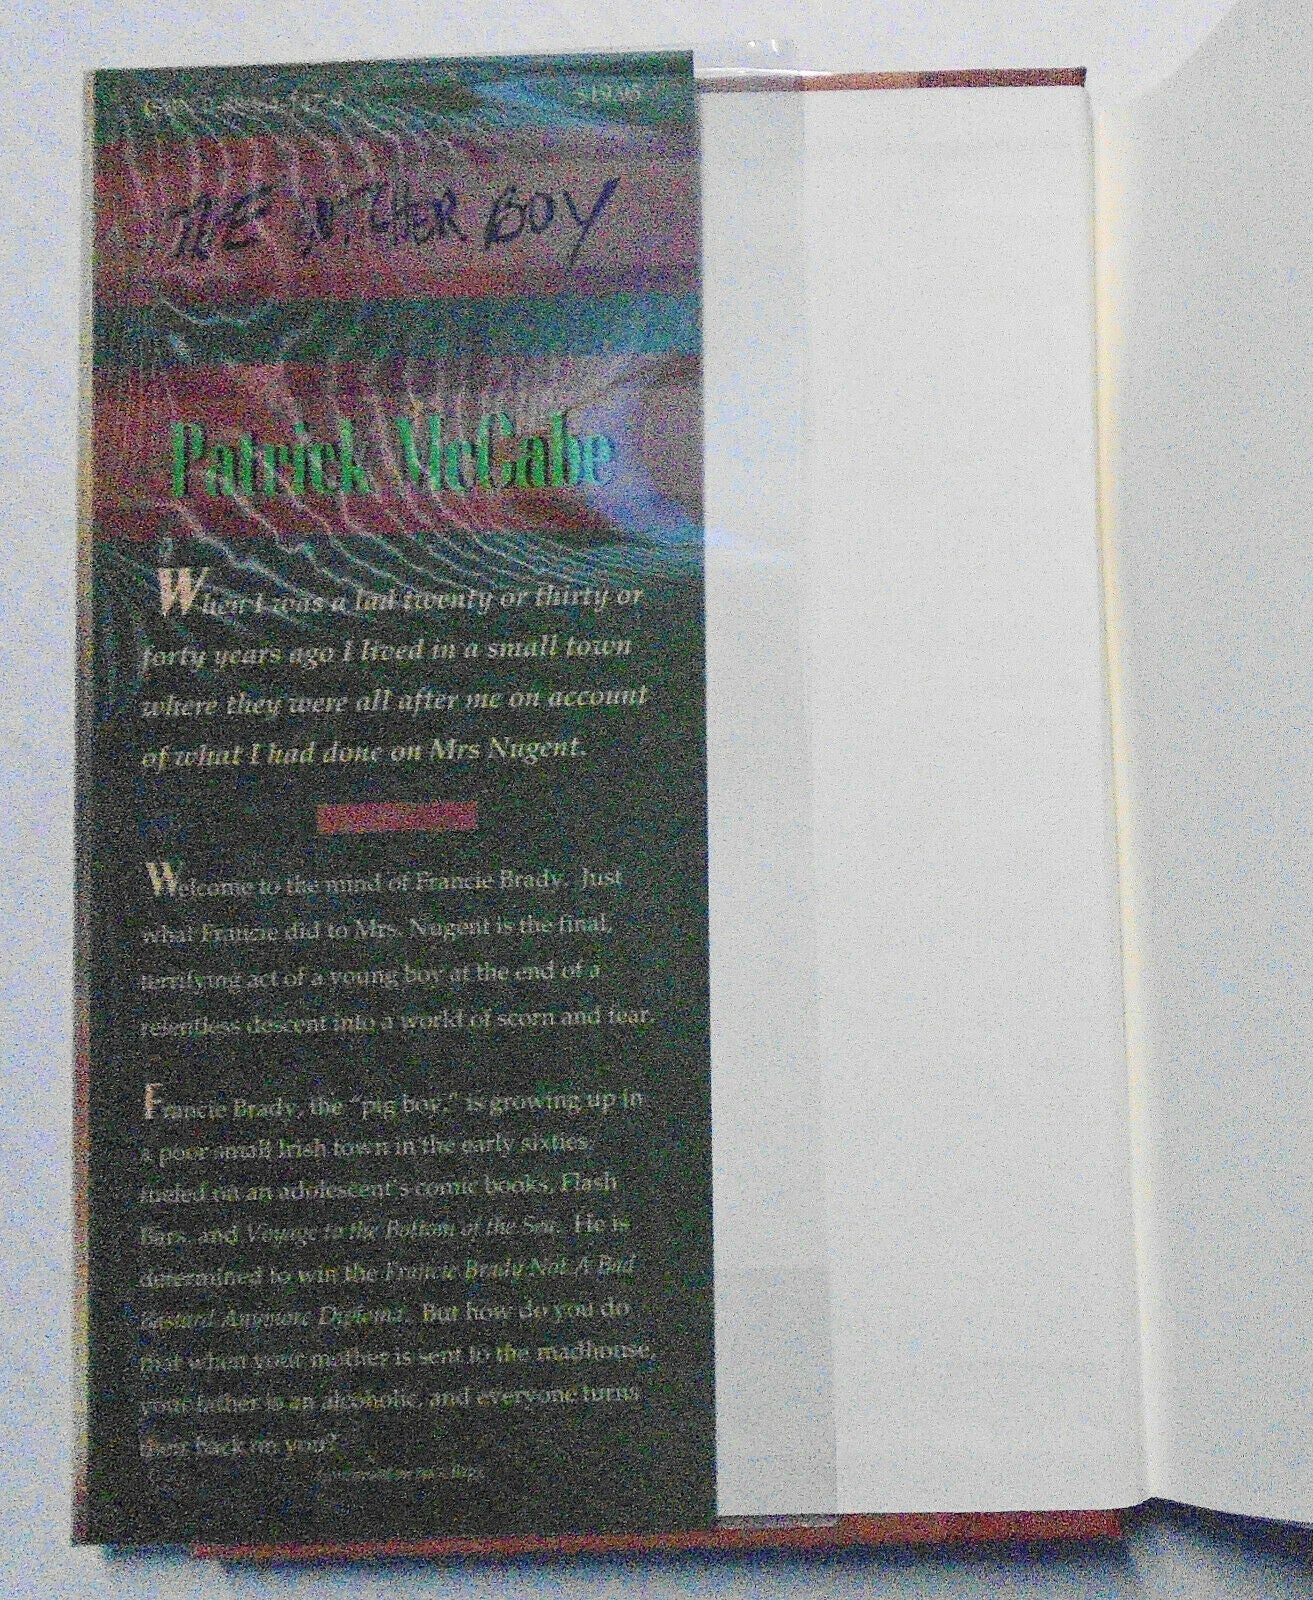 $19.95
THE BUTCHER BOY
Patrick McCabe
When I was a lad twenty or thirty or
forty years ago I lived in a small town
where they were all after me on account
of what I had done on Mrs Nugent.
Welcome to the mind of Francie Brady. Just
what Francie did to Mrs. Nugent is the final,
terrifying act of a young boy at the end of a
relentless descent into a world of scorn and fear.
Francie Brady, the "pig boy," is growing up in
a poor small Irish town in the early sixties,
fueled on an adolescent's comic books, Flash
Bars, and Voyage to the Bottom of the Sea. He is
determined to win the Francie Brady Not A Bad
Bastard Anymore Diploma. But how do you do
that when your mother is sent to the madhouse,
your father is an alcoholic, and everyone turns
their back on you?